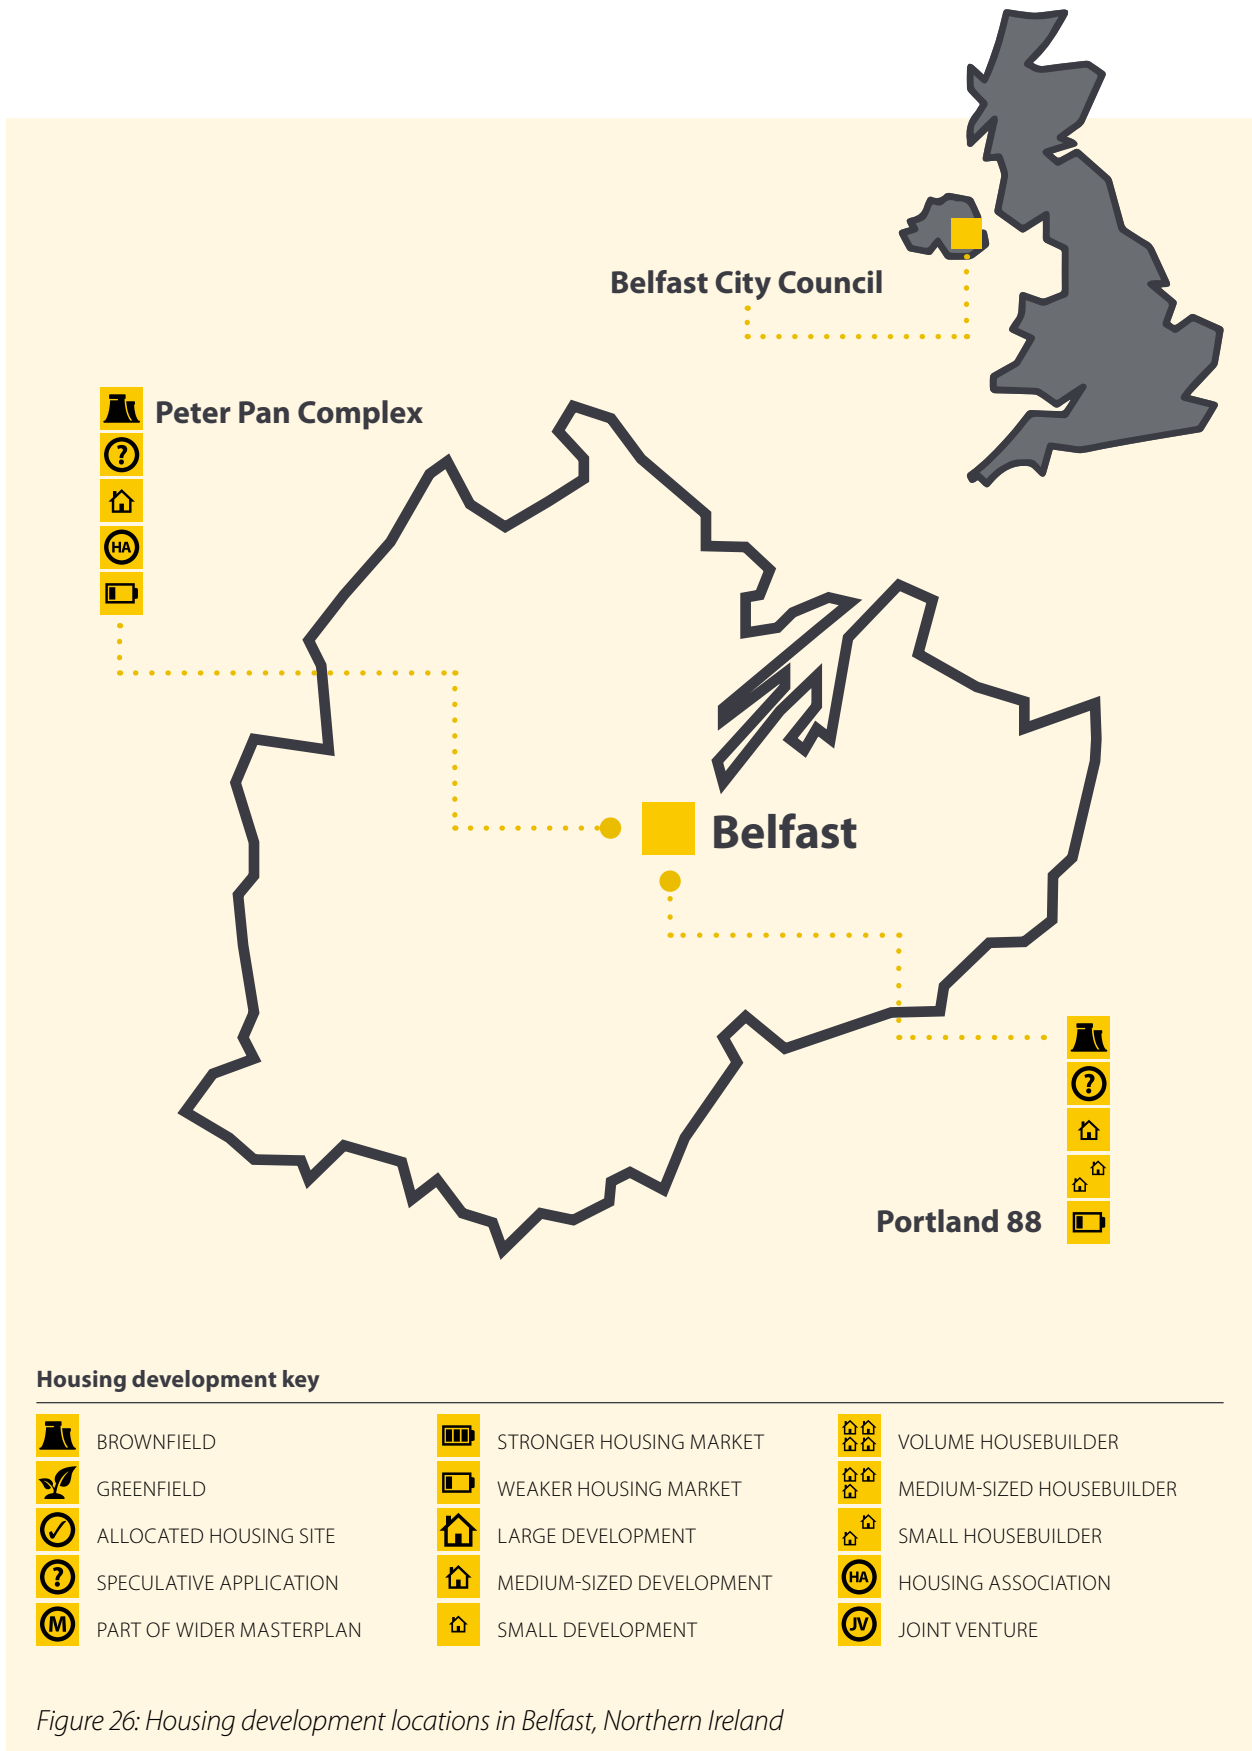 Belfast City Council
Peter Pan Complex
?
HA
Belfast
?
Portland 88
Housing development key
BROWNFIELD
GREENFIELD
ALLOCATED HOUSING SITE
? SPECULATIVE APPLICATION
M PART OF WIDER MASTERPLAN
STRONGER HOUSING MARKET
WEAKER HOUSING MARKET
LARGE DEVELOPMENT
MEDIUM-SIZED DEVELOPMENT
SMALL DEVELOPMENT
VOLUME HOUSEBUILDER
MEDIUM-SIZED HOUSEBUILDER
SMALL HOUSEBUILDER
HA HOUSING ASSOCIATION
JV JOINT VENTURE
Figure 26: Housing development locations in Belfast, Northern Ireland